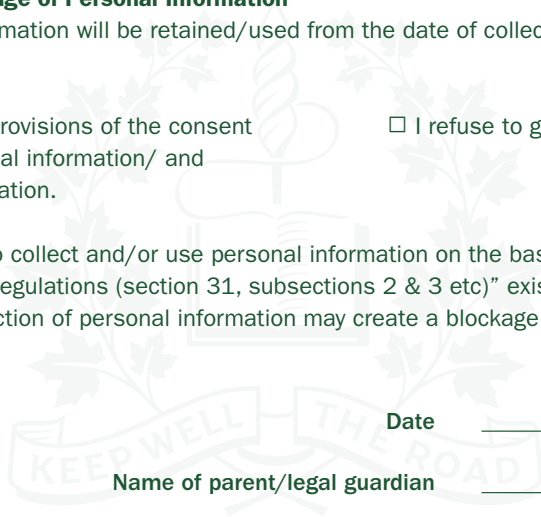 age of Personal Information
rmation will be retained/used from the date of collec
rovisions of the consent
☐ I refuse to g
al information/ and
ation.
o collect and/or use personal information on the bas
egulations (section 31, subsections 2 & 3 etc)” exis
ction of personal information may create a blockage
Date
KEEP WELL THE ROAD
Name of parent/legal guardian